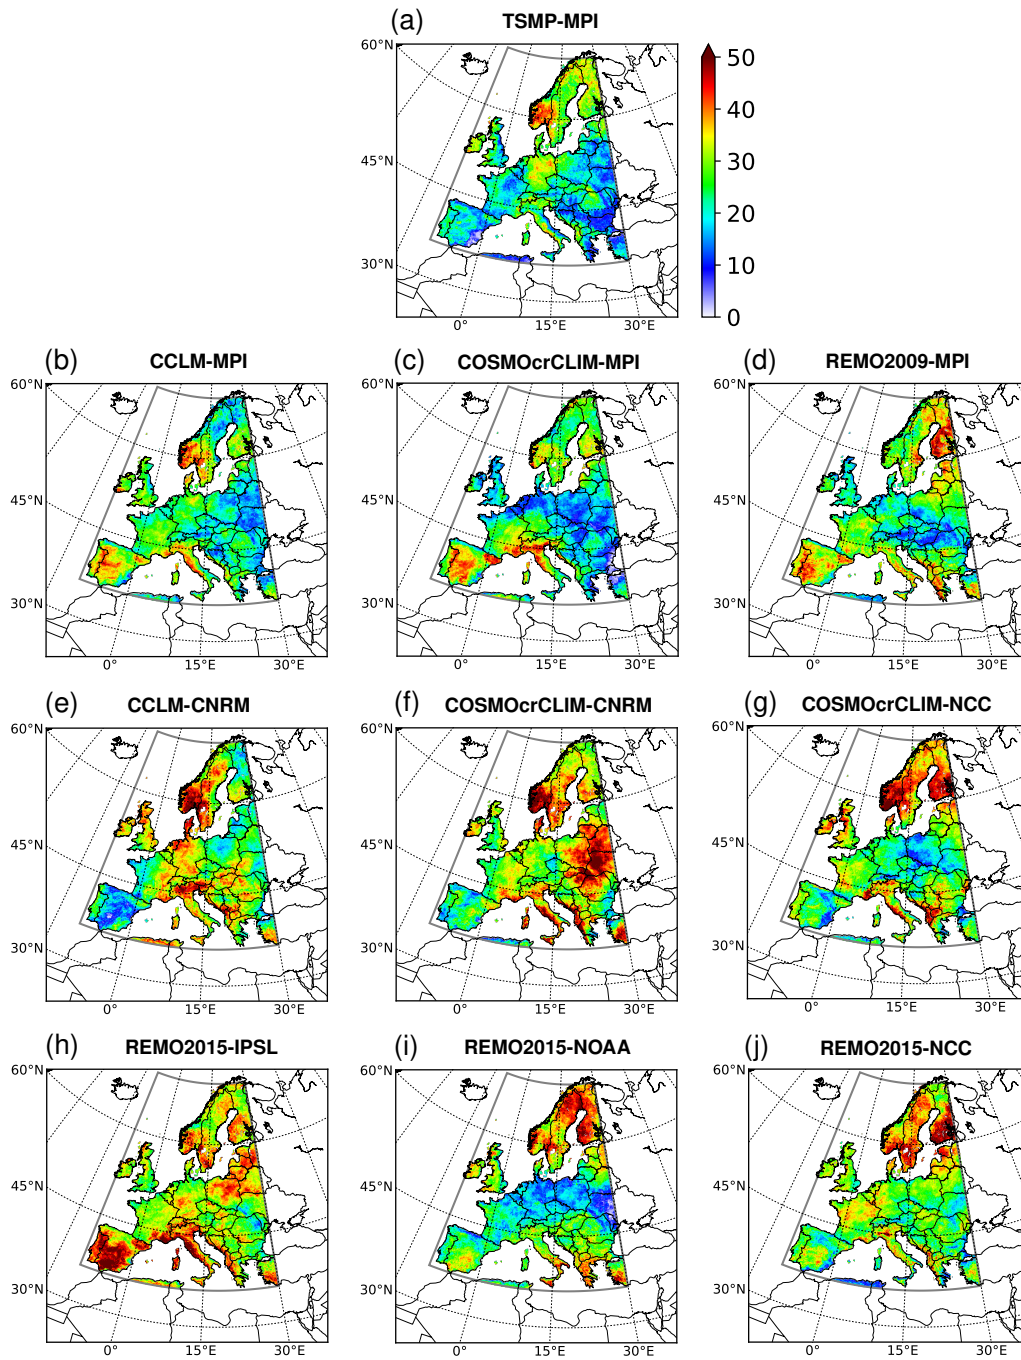 (a) TSMP-MPI
60°N
45°N
30°N
0° 15°E 30°E
50
40
30
20
10
0
(b) CCLM-MPI
60°N
45°N
30°N
0° 15°E 30°E
(c) COSMOcrCLIM-MPI
60°N
45°N
30°N
0° 15°E 30°E
(d) REMO2009-MPI
60°N
45°N
30°N
0° 15°E 30°E
(e) CCLM-CNRM
60°N
45°N
30°N
0° 15°E 30°E
(f) COSMOcrCLIM-CNRM
60°N
45°N
30°N
0° 15°E 30°E
(g) COSMOcrCLIM-NCC
60°N
45°N
30°N
0° 15°E 30°E
(h) REMO2015-IPSL
60°N
45°N
30°N
0° 15°E 30°E
(i) REMO2015-NOAA
60°N
45°N
30°N
0° 15°E 30°E
(j) REMO2015-NCC
60°N
45°N
30°N
0° 15°E 30°E